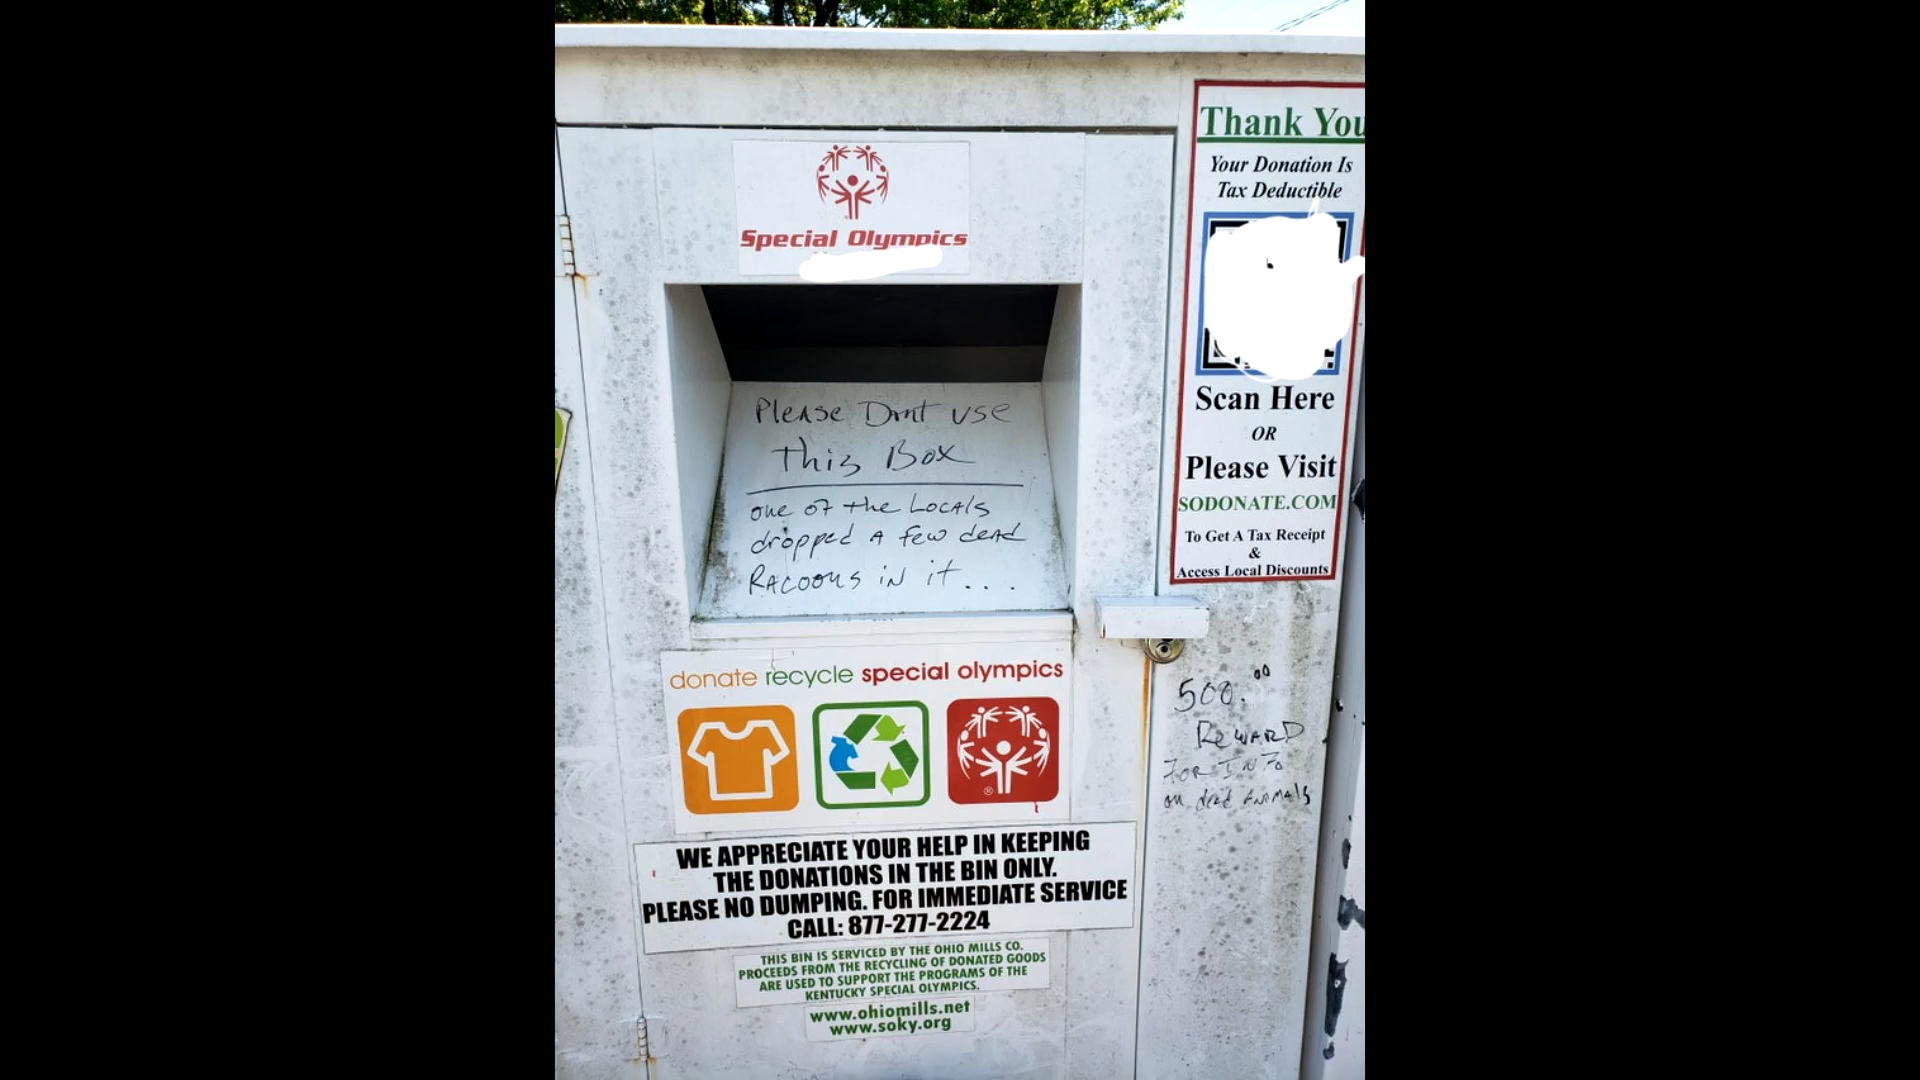 Special Olympics
Please Dont use
This Box
one of the Locals
dropped a few dead
Racoons in it....
donate recycle special olympics
WE APPRECIATE YOUR HELP IN KEEPING
THE DONATIONS IN THE BIN ONLY.
PLEASE NO DUMPING. FOR IMMEDIATE SERVICE
CALL: 877-277-2224
THIS BIN IS SERVICED BY THE OHIO MILLS CO.
PROCEEDS FROM THE RECYCLING OF DONATED GOODS
ARE USED TO SUPPORT THE PROGRAMS OF THE
KENTUCKY SPECIAL OLYMPICS.
www.ohiomills.net
www.soky.org
Thank You
Your Donation Is
Tax Deductible
Scan Here
OR
Please Visit
SODONATE.COM
To Get A Tax Receipt
&
Access Local Discounts
500.00
Reward
For Info
on dead Animals